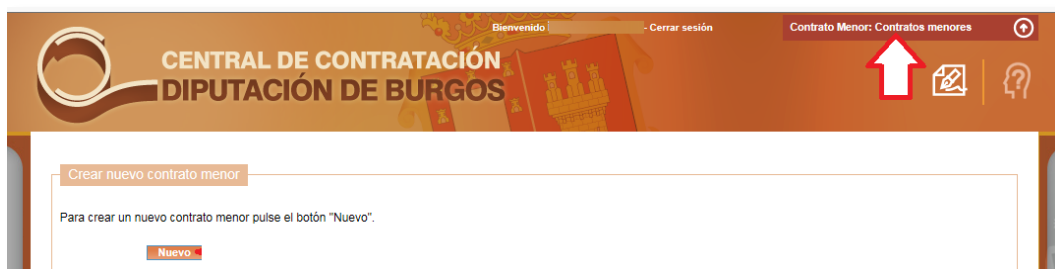 Bienvenido - Cerrar sesión
Contrato Menor: Contratos menores
CENTRAL DE CONTRATACIÓN
DIPUTACIÓN DE BURGOS
Crear nuevo contrato menor
Para crear un nuevo contrato menor pulse el botón "Nuevo".
Nuevo